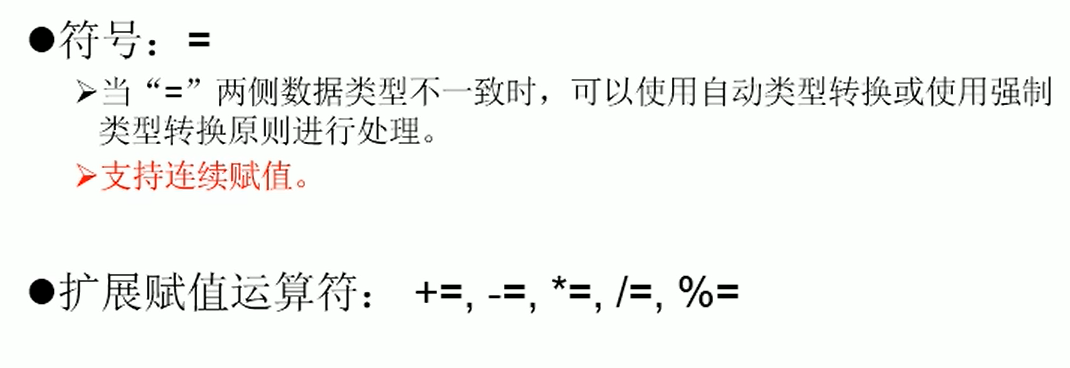 ●符号：=
➢当“=”两侧数据类型不一致时，可以使用自动类型转换或使用强制
类型转换原则进行处理。
➢支持连续赋值。
●扩展赋值运算符： +=, -=, *=, /=, %=